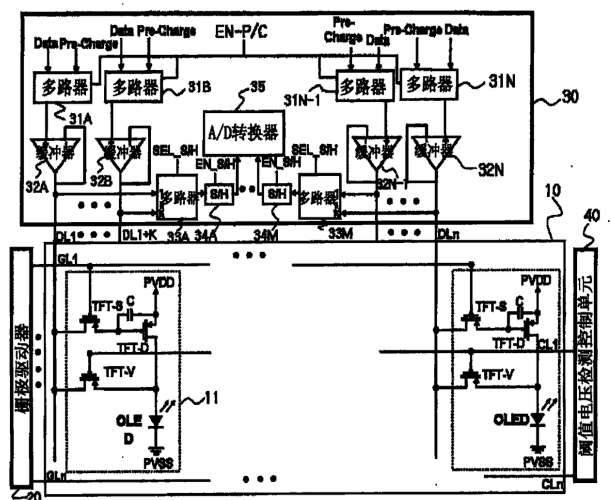 Data Pre-Charge
Data Pre-Charge
EN-P/C
Pre-Charge
Data
Pre-Charge Data
多路器
多路器
多路器
多路器
31A
31B
31N-1
31N
35
A/D转换器
30
缓冲器
缓冲器
缓冲器
缓冲器
32A
32B
32N-1
32N
SEL_S/H
EN_S/H
EN_S/H
SEL_S/H
多路器
S/H
S/H
多路器
33A
34A
34M
33M
DL1
DL1+K
DLn
10
40
GL1
PVDD
TFT-S
C
TFT-D
TFT-V
OLE
D
PVSS
11
PVDD
TFT-S
C
TFT-D
CL1
TFT-V
OLED
PVSS
GLn
CLn
栅极驱动器
20
阈值电压检测控制单元